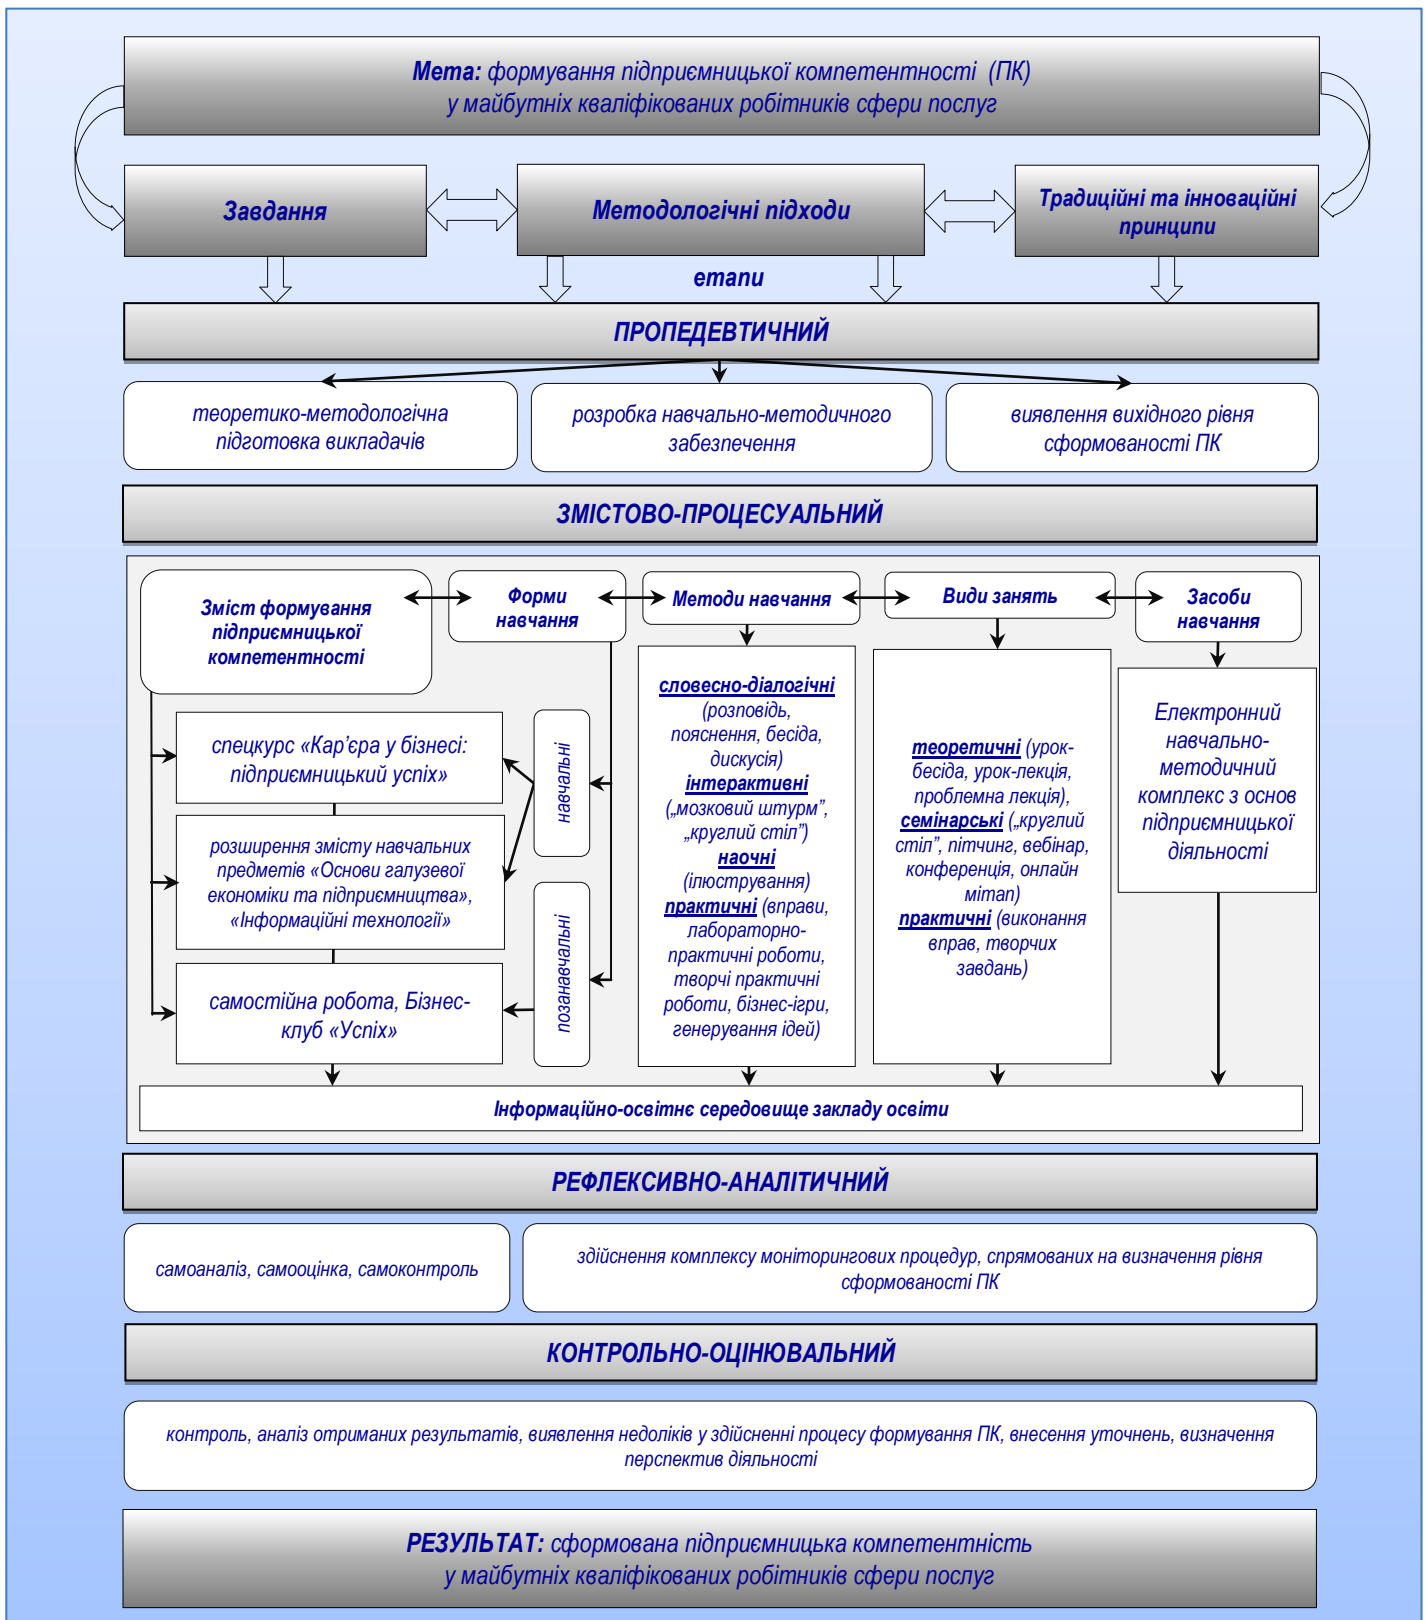 Мета: формування підприємницької компетентності (ПК)
у майбутніх кваліфікованих робітників сфери послуг
Завдання
Методологічні підходи
Традиційні та інноваційні
принципи
етапи
ПРОПЕДЕВТИЧНИЙ
теоретико-методологічна
підготовка викладачів
розробка навчально-методичного
забезпечення
виявлення вихідного рівня
сформованості ПК
ЗМІСТОВО-ПРОЦЕСУАЛЬНИЙ
Зміст формування
підприємницької
компетентності
Форми
навчання
Методи навчання
Види занять
Засоби
навчання
спецкурс «Кар’єра у бізнесі:
підприємницький успіх»
розширення змісту навчальних
предметів «Основи галузевої
економіки та підприємництва»,
«Інформаційні технології»
самостійна робота, Бізнес-
клуб «Успіх»
навчальні
позанавчальні
словесно-діалогічні
(розповідь,
пояснення, бесіда,
дискусія)
інтерактивні
(„мозковий штурм”,
„круглий стіл”)
наочні
(ілюстрування)
практичні (вправи,
лабораторно-
практичні роботи,
творчі практичні
роботи, бізнес-ігри,
генерування ідей)
теоретичні (урок-
бесіда, урок-лекція,
проблемна лекція),
семінарські („круглий
стіл”, пітчинг, вебінар,
конференція, онлайн
мітап)
практичні (виконання
вправ, творчих
завдань)
Електронний
навчально-
методичний
комплекс з основ
підприємницької
діяльності
Інформаційно-освітнє середовище закладу освіти
РЕФЛЕКСИВНО-АНАЛІТИЧНИЙ
самоаналіз, самооцінка, самоконтроль
здійснення комплексу моніторингових процедур, спрямованих на визначення рівня
сформованості ПК
КОНТРОЛЬНО-ОЦІНЮВАЛЬНИЙ
контроль, аналіз отриманих результатів, виявлення недоліків у здійсненні процесу формування ПК, внесення уточнень, визначення
перспектив діяльності
РЕЗУЛЬТАТ: сформована підприємницька компетентність
у майбутніх кваліфікованих робітників сфери послуг